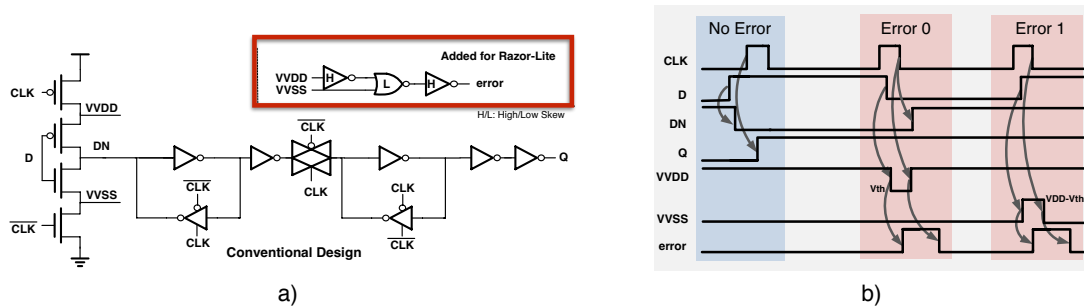 Added for Razor-Lite
VVDD
VVSS
H
L
H
error
H/L: High/Low Skew
CLK
VVDD
D
DN
VVSS
CLK
CLK
CLK
CLK
CLK
Q
CLK
CLK
CLK
Conventional Design
a)
No Error
Error 0
Error 1
CLK
D
DN
Q
VVDD
Vth
VVSS
VDD-Vth
error
b)